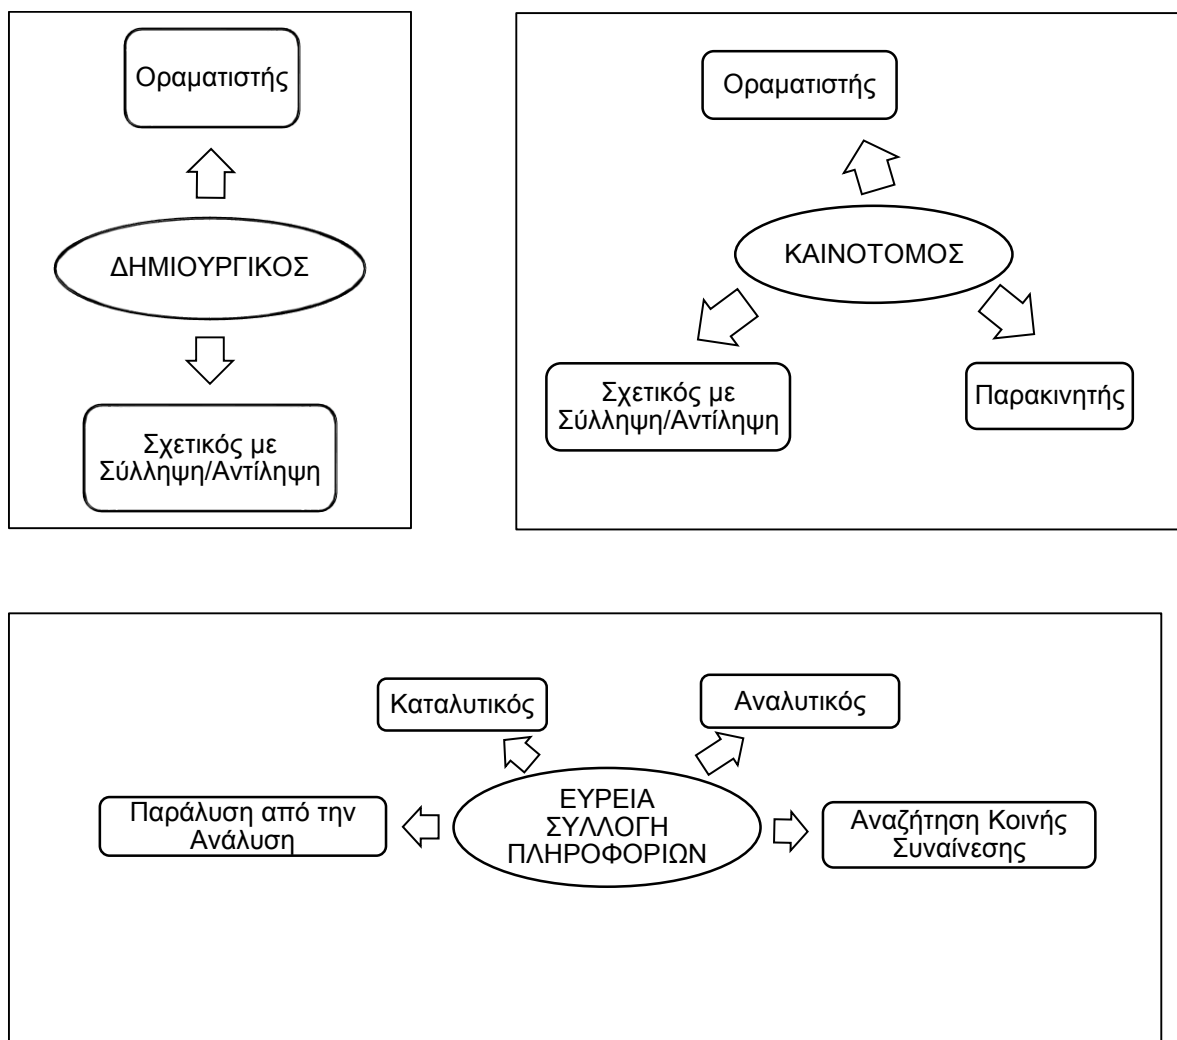 Οραματιστής
ΔΗΜΙΟΥΡΓΙΚΟΣ
Σχετικός με
Σύλληψη/Αντίληψη
Οραματιστής
ΚΑΙΝΟΤΟΜΟΣ
Σχετικός με
Σύλληψη/Αντίληψη
Παρακινητής
Καταλυτικός
Αναλυτικός
Παράλυση από την
Ανάλυση
ΕΥΡΕΙΑ
ΣΥΛΛΟΓΗ
ΠΛΗΡΟΦΟΡΙΩΝ
Αναζήτηση Κοινής
Συναίνεσης